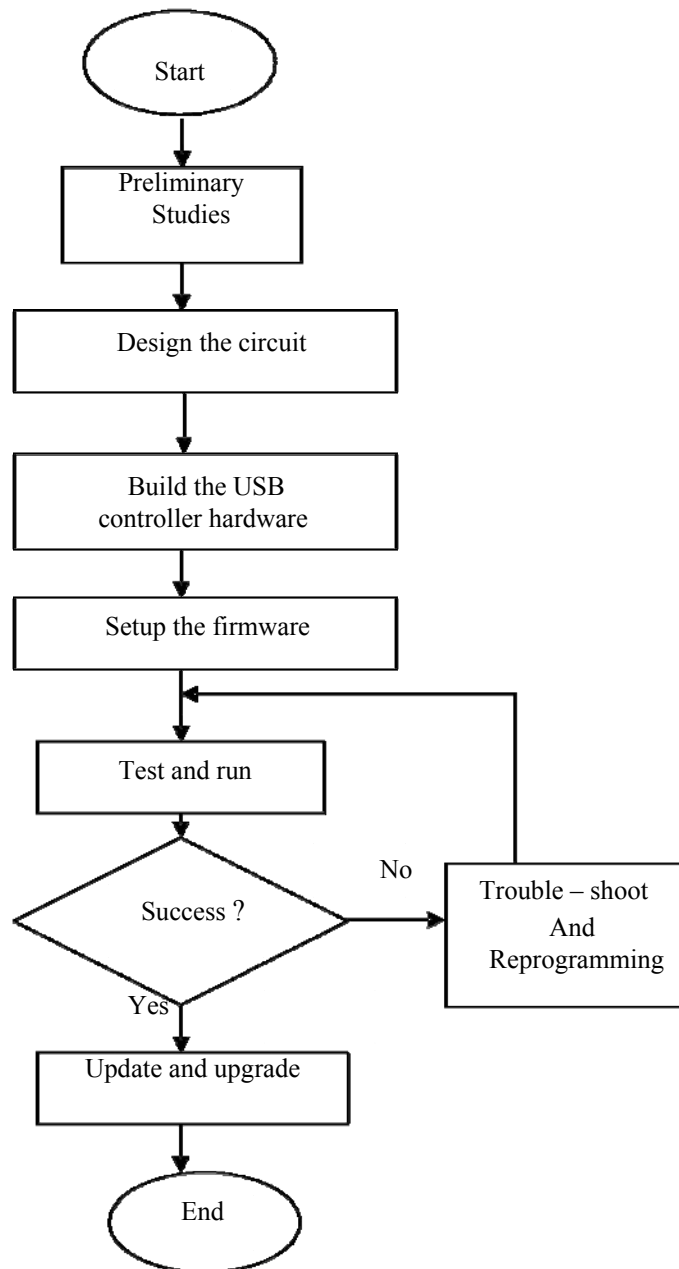 Start
Preliminary
Studies
Design the circuit
Build the USB
controller hardware
Setup the firmware
Test and run
Success ?
No
Trouble – shoot
And
Reprogramming
Yes
Update and upgrade
End